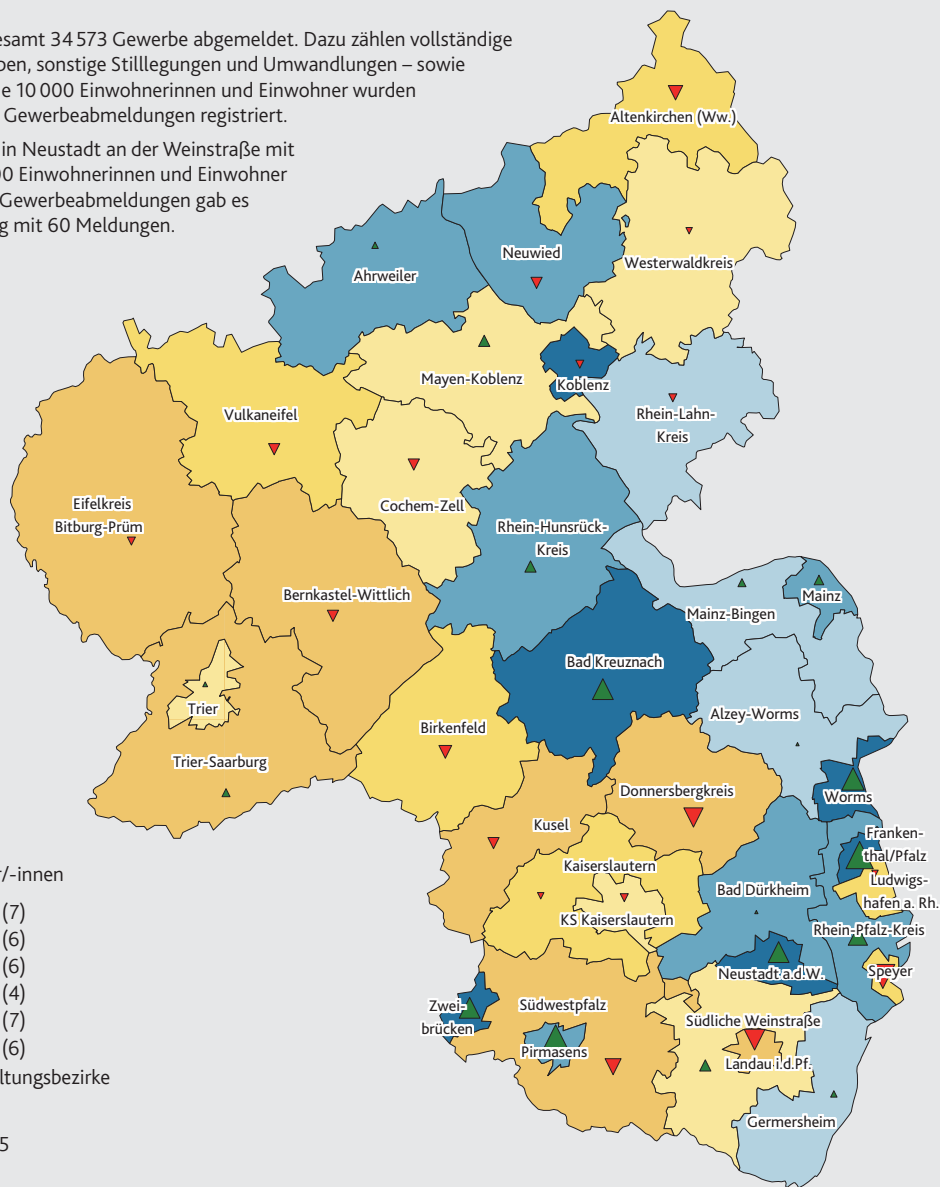 esamt 34 573 Gewerbe abgemeldet. Dazu zählen vollständige
ben, sonstige Stilllegungen und Umwandlungen – sowie
e 10 000 Einwohnerinnen und Einwohner wurden
Gewerbeabmeldungen registriert.
in Neustadt an der Weinstraße mit
00 Einwohnerinnen und Einwohner
Gewerbeabmeldungen gab es
g mit 60 Meldungen.
Altenkirchen (Ww.)
Neuwied
Westerwaldkreis
Ahrweiler
Mayen-Koblenz
Koblenz
Rhein-Lahn-
Kreis
Vulkaneifel
Cochem-Zell
Eifelkreis
Bitburg-Prüm
Rhein-Hunsrück-
Kreis
Bernkastel-Wittlich
Mainz-Bingen
Mainz
Bad Kreuznach
Trier
Birkenfeld
Alzey-Worms
Trier-Saarburg
Donnersbergkreis
Worms
Kusel
Franken-
thal/Pfalz
Kaiserslautern
Ludwigs-
hafen a. Rh.
Bad Dürkheim
KS Kaiserslautern
Rhein-Pfalz-Kreis
Neustadt a.d.W.
Speyer
Zwei-
brücken
Südwestpfalz
Südliche Weinstraße
Pirmasens
Landau i.d.Pf.
Germersheim
r/-innen
(7)
(6)
(6)
(4)
(7)
(6)
ltungsbezirke
5